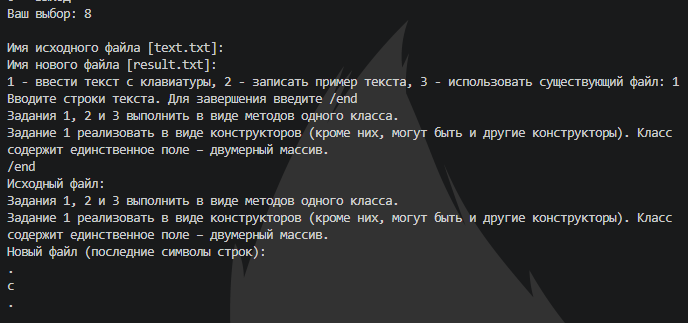 Ваш выбор: 8
Имя исходного файла [text.txt]:
Имя нового файла [result.txt]:
1 - ввести текст с клавиатуры, 2 - записать пример текста, 3 - использовать существующий файл: 1
Вводите строки текста. Для завершения введите /end
Задания 1, 2 и 3 выполнить в виде методов одного класса.
Задание 1 реализовать в виде конструкторов (кроме них, могут быть и другие конструкторы). Класс
содержит единственное поле – двумерный массив.
/end
Исходный файл:
Задания 1, 2 и 3 выполнить в виде методов одного класса.
Задание 1 реализовать в виде конструкторов (кроме них, могут быть и другие конструкторы). Класс
содержит единственное поле – двумерный массив.
Новый файл (последние символы строк):
.
с
.